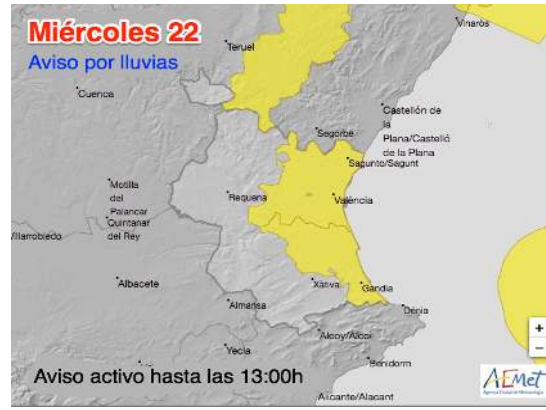 Miércoles 22
Aviso por lluvias
Vinaròs
Teruel
Cuenca
Castellón de
la
Plana/Castelló
de la Plana
Segorbe
Sagunto/Sagunt
Motilla
del
Palancar
Quintanar
del Rey
Requena
València
/illarrobledo
Albacete
Xàtiva
Gandia
Almansa
Dénia
Alcoy/Alcoi
Yecla
Benidorm
+
−
Aviso activo hasta las 13:00h
AEMet
Alicante/Alacant